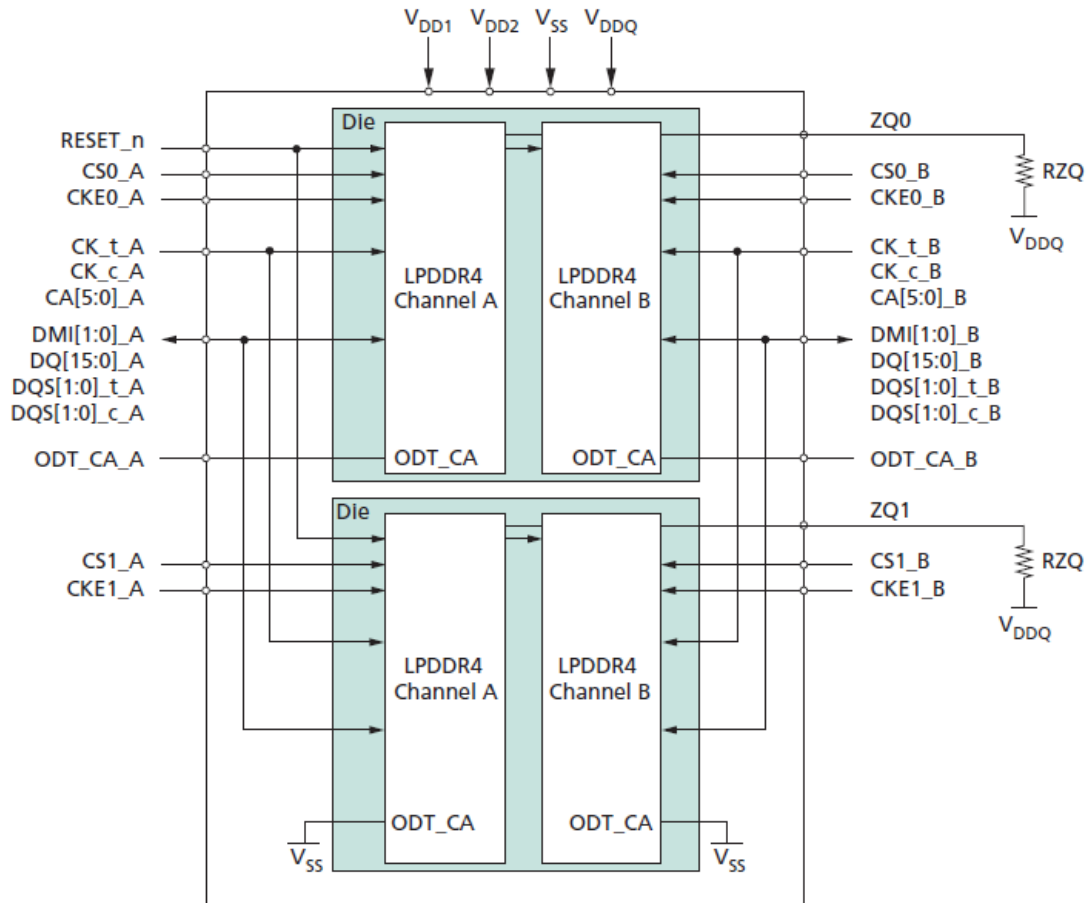 VDD1 VDD2 VSS VDDQ
Die
RESET_n
ZQ0
CS0_A
CS0_B
RZQ
CKE0_A
CKE0_B
VDDQ
CK_t_A
CK_t_B
CK_c_A
LPDDR4
Channel A
LPDDR4
Channel B
CK_c_B
CA[5:0]_A
CA[5:0]_B
DMI[1:0]_A
DMI[1:0]_B
DQ[15:0]_A
DQ[15:0]_B
DQS[1:0]_t_A
DQS[1:0]_t_B
DQS[1:0]_c_A
DQS[1:0]_c_B
ODT_CA_A
ODT_CA
ODT_CA
ODT_CA_B
Die
ZQ1
CS1_A
CS1_B
RZQ
CKE1_A
CKE1_B
VDDQ
LPDDR4
Channel A
LPDDR4
Channel B
ODT_CA
ODT_CA
VSS
VSS